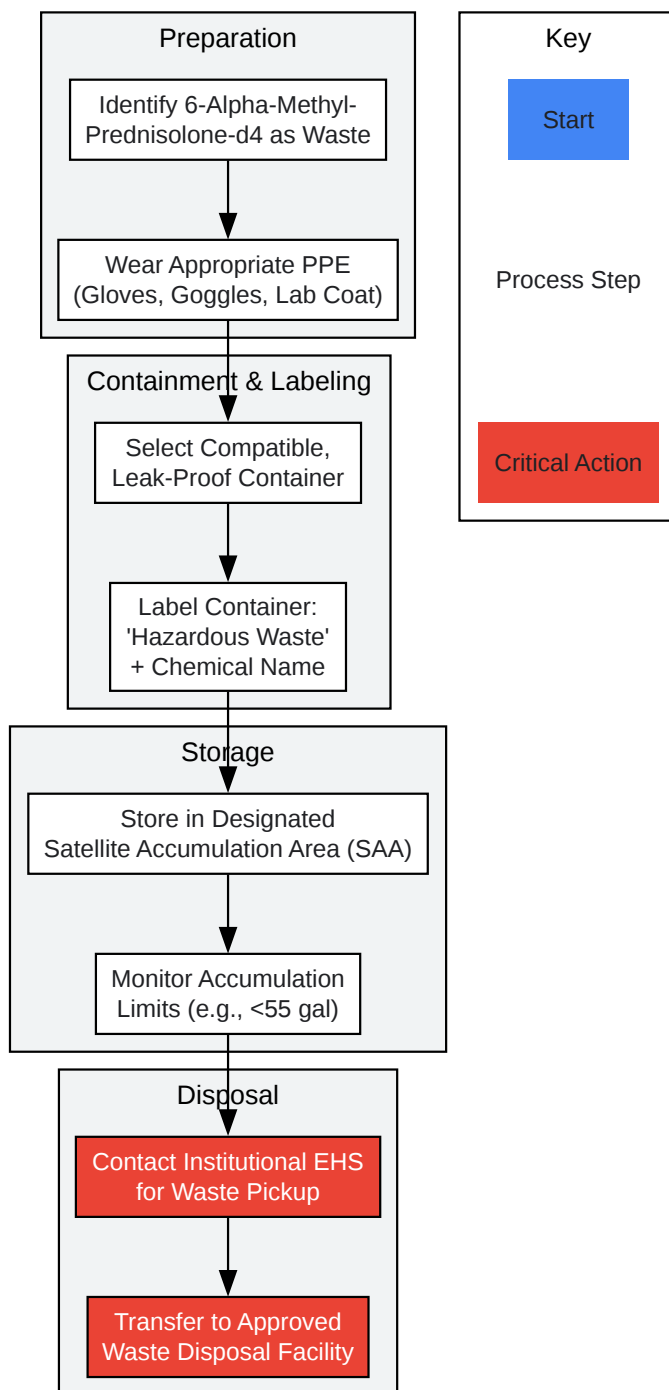 Preparation
Identify 6-Alpha-Methyl-
Prednisolone-d4 as Waste
Wear Appropriate PPE
(Gloves, Goggles, Lab Coat)
Containment & Labeling
Select Compatible,
Leak-Proof Container
Label Container:
'Hazardous Waste'
+ Chemical Name
Storage
Store in Designated
Satellite Accumulation Area (SAA)
Monitor Accumulation
Limits (e.g., <55 gal)
Disposal
Contact Institutional EHS
for Waste Pickup
Transfer to Approved
Waste Disposal Facility
Key
Start
Process Step
Critical Action